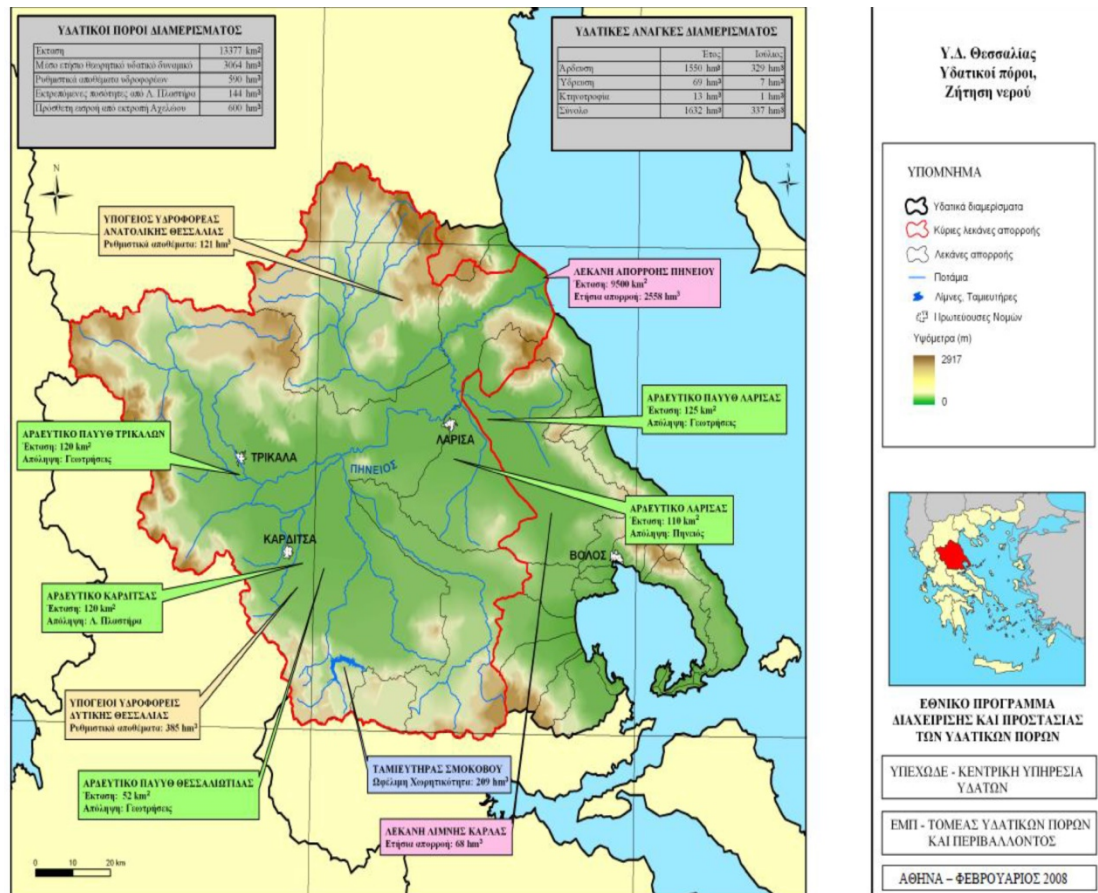 ΥΔΑΤΙΚΟΙ ΠΟΡΟΙ ΔΙΑΜΕΡΙΣΜΑΤΟΣ
Έκταση 13377 km²
Μέσο ετήσιο θεωρητικό υδατικό δυναμικό 3064 hm³
Ρυθμιστικά αποθέματα υδροφορέων 590 hm³
Εκτρεπόμενες ποσότητες από Λ. Πλαστήρα 144 hm³
Πρόσθετη εισροή από εκτροπή Αχελώου 600 hm³
ΥΔΑΤΙΚΕΣ ΑΝΑΓΚΕΣ ΔΙΑΜΕΡΙΣΜΑΤΟΣ
Έτος Ιούλιος
Άρδευση 1550 hm³ 329 hm³
Ύδρευση 69 hm³ 7 hm³
Κτηνοτροφία 13 hm³ 1 hm³
Σύνολο 1632 hm³ 337 hm³
N
N
ΥΠΟΓΕΙΟΣ ΥΔΡΟΦΟΡΕΑΣ
ΑΝΑΤΟΛΙΚΗΣ ΘΕΣΣΑΛΙΑΣ
Ρυθμιστικά αποθέματα: 121 hm³
ΛΕΚΑΝΗ ΑΠΟΡΡΟΗΣ ΠΗΝΕΙΟΥ
Έκταση: 9500 km²
Ετήσια απορροή: 2558 hm³
ΑΡΔΕΥΤΙΚΟ ΠΑΥΥΘ ΛΑΡΙΣΑΣ
Έκταση: 125 km²
Απόληψη: Γεωτρήσεις
ΑΡΔΕΥΤΙΚΟ ΠΑΥΥΘ ΤΡΙΚΑΛΩΝ
Έκταση: 120 km²
Απόληψη: Γεωτρήσεις
ΤΡΙΚΑΛΑ
ΛΑΡΙΣΑ
ΠΗΝΕΙΟΣ
ΑΡΔΕΥΤΙΚΟ ΛΑΡΙΣΑΣ
Έκταση: 110 km²
Απόληψη: Πηνειός
ΚΑΡΔΙΤΣΑ
ΒΟΛΟΣ
ΑΡΔΕΥΤΙΚΟ ΚΑΡΔΙΤΣΑΣ
Έκταση: 120 km²
Απόληψη: Λ. Πλαστήρα
ΥΠΟΓΕΙΟΙ ΥΔΡΟΦΟΡΕΙΣ
ΔΥΤΙΚΗΣ ΘΕΣΣΑΛΙΑΣ
Ρυθμιστικά αποθέματα: 385 hm³
ΑΡΔΕΥΤΙΚΟ ΠΑΥΥΘ ΘΕΣΣΑΛΙΩΤΙΔΑΣ
Έκταση: 52 km²
Απόληψη: Γεωτρήσεις
ΤΑΜΙΕΥΤΗΡΑΣ ΣΜΟΚΟΒΟΥ
Ωφέλιμη Χωρητικότητα: 209 hm³
ΛΕΚΑΝΗ ΛΙΜΝΗΣ ΚΑΡΛΑΣ
Ετήσια απορροή: 68 hm³
0 10 20 km
Υ.Δ. Θεσσαλίας
Υδατικοί πόροι,
Ζήτηση νερού
ΥΠΟΜΝΗΜΑ
Υδατικά διαμερίσματα
Κύριες λεκάνες απορροής
Λεκάνες απορροής
Ποτάμια
Λίμνες, Ταμιευτήρες
Πρωτεύουσες Νομών
Υψόμετρα (m)
2917
0
ΕΘΝΙΚΟ ΠΡΟΓΡΑΜΜΑ
ΔΙΑΧΕΙΡΙΣΗΣ ΚΑΙ ΠΡΟΣΤΑΣΙΑΣ
ΤΩΝ ΥΔΑΤΙΚΩΝ ΠΟΡΩΝ
ΥΠΕΧΩΔΕ - ΚΕΝΤΡΙΚΗ ΥΠΗΡΕΣΙΑ
ΥΔΑΤΩΝ
ΕΜΠ - ΤΟΜΕΑΣ ΥΔΑΤΙΚΩΝ ΠΟΡΩΝ
ΚΑΙ ΠΕΡΙΒΑΛΛΟΝΤΟΣ
ΑΘΗΝΑ – ΦΕΒΡΟΥΑΡΙΟΣ 2008